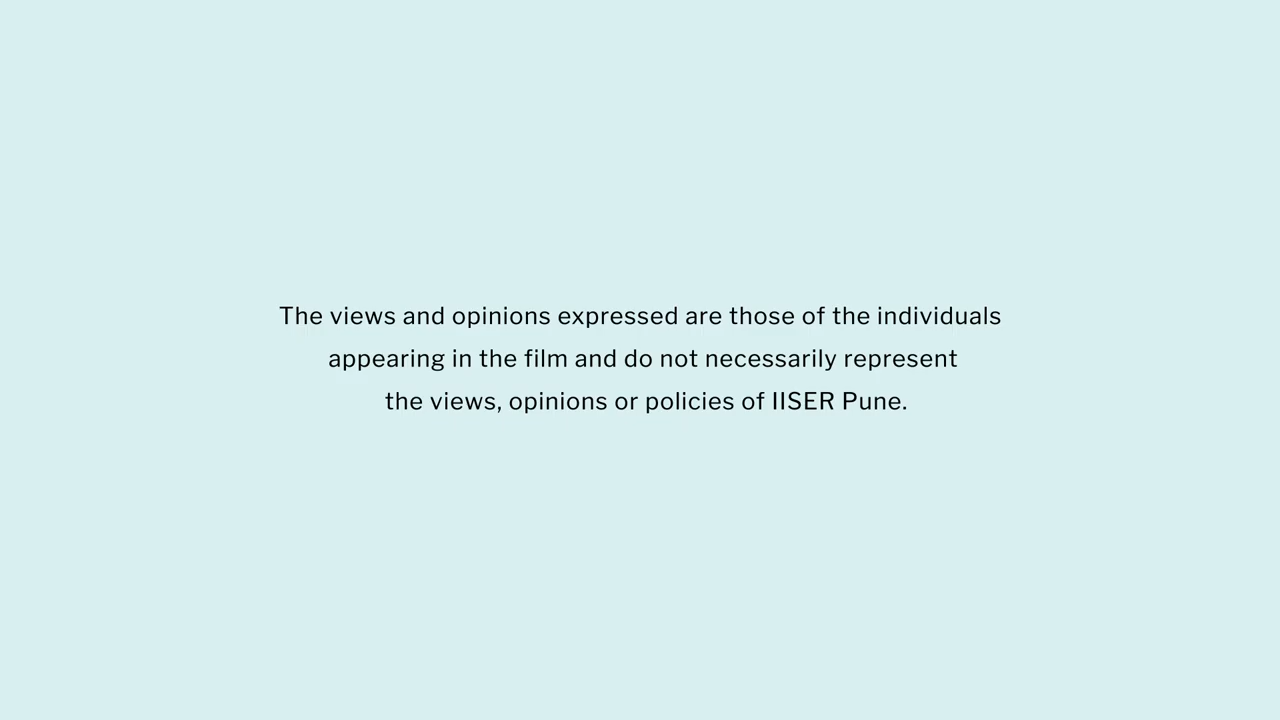 The views and opinions expressed are those of the individuals
appearing in the film and do not necessarily represent
the views, opinions or policies of IISER Pune.